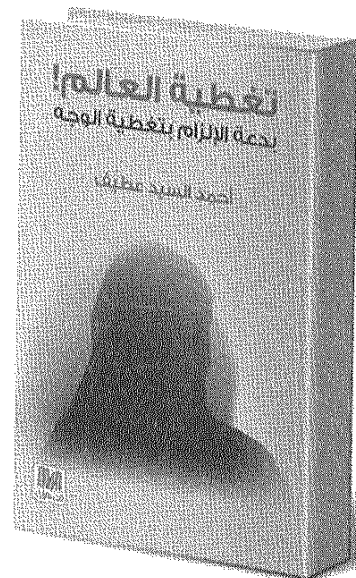 تغطية العالم!
بدعة الإلزام بتغطية الوجه
أحمد السيد عطيف